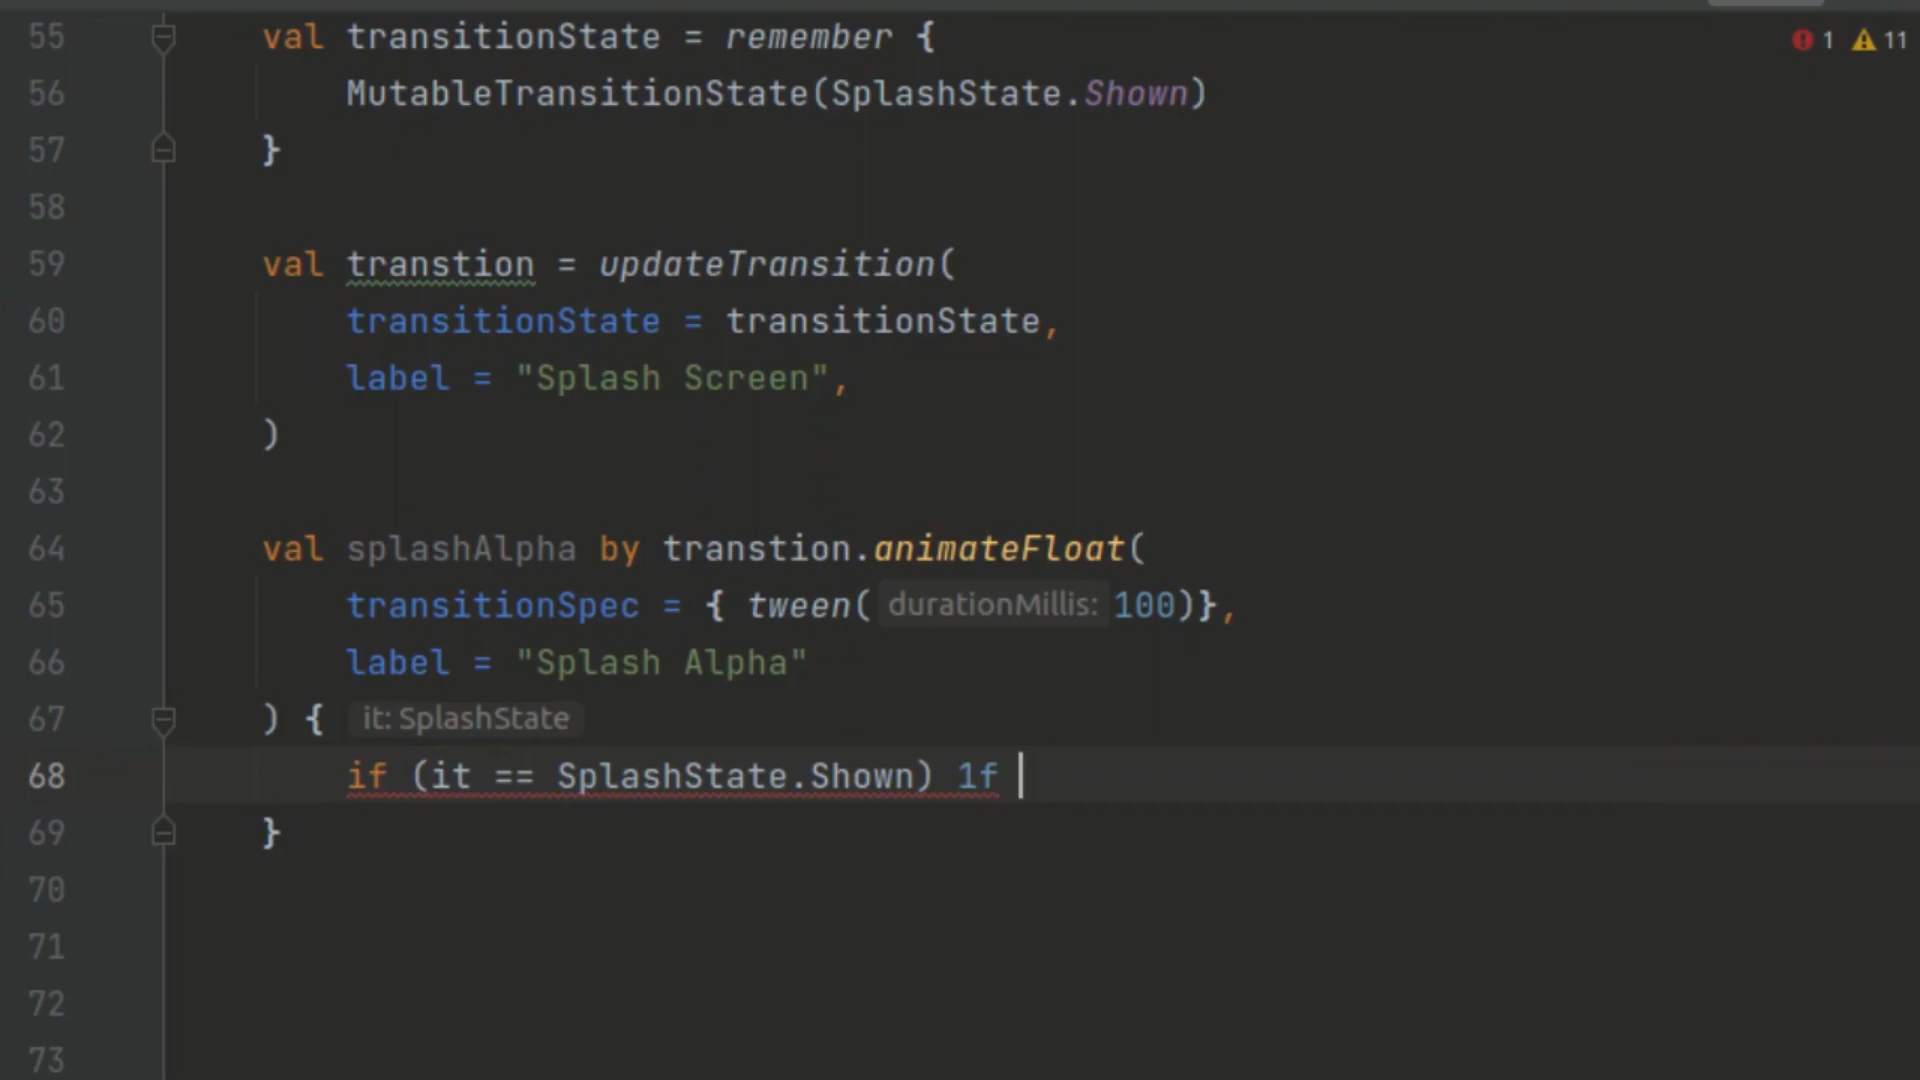 55 val transitionState = remember { 1 11
56 MutableTransitionState(SplashState.Shown)
57 }
58
59 val transtion = updateTransition(
60 transitionState = transitionState,
61 label = "Splash Screen",
62 )
63
64 val splashAlpha by transtion.animateFloat(
65 transitionSpec = { tween( durationMillis: 100)},
66 label = "Splash Alpha"
67 ) { it: SplashState
68 if (it == SplashState.Shown) 1f
69 }
70
71
72
73